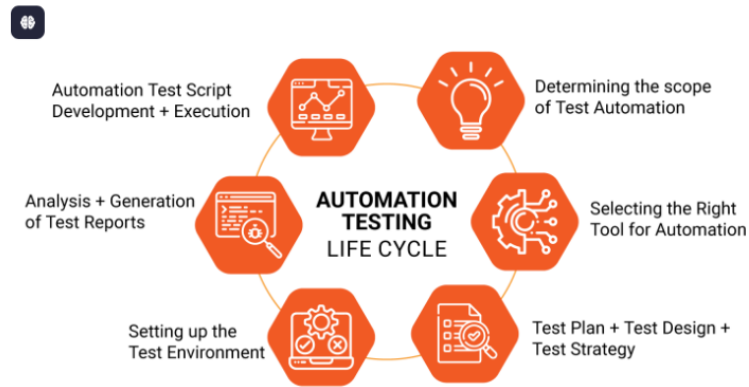 Automation Test Script
Development + Execution
Determining the scope
of Test Automation
Analysis + Generation
of Test Reports
AUTOMATION
TESTING
LIFE CYCLE
Selecting the Right
Tool for Automation
Setting up the
Test Environment
Test Plan + Test Design +
Test Strategy